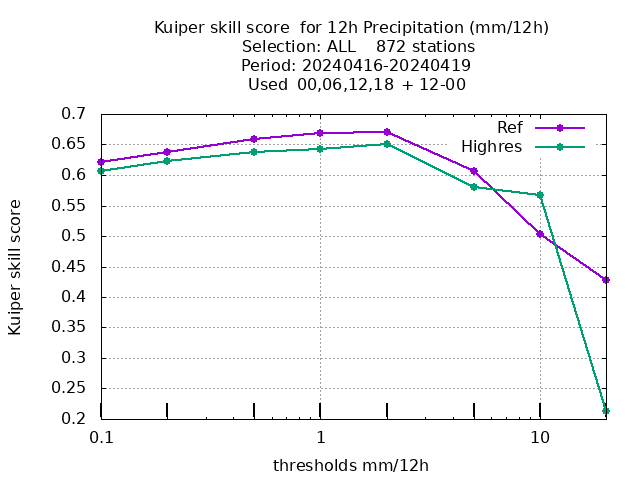 Kuiper skill score  for 12h Precipitation (mm/12h)
Selection: ALL    872 stations
Period: 20240416-20240419
Used 00,06,12,18 + 12-00
Ref
Highres
0.7
0.65
0.6
0.55
0.5
0.45
0.4
0.35
0.3
0.25
0.2
Kuiper skill score
0.1 1 10
thresholds mm/12h